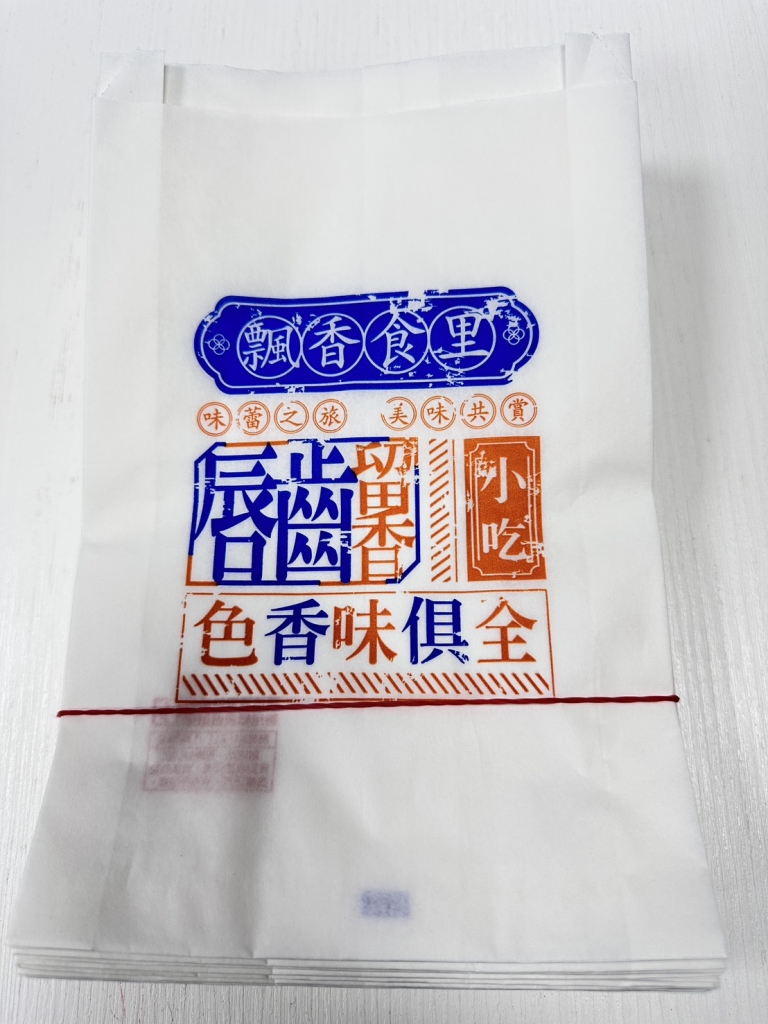 飄香食里
味蕾之旅 美味共賞
唇齒留香
小吃
色香味俱全